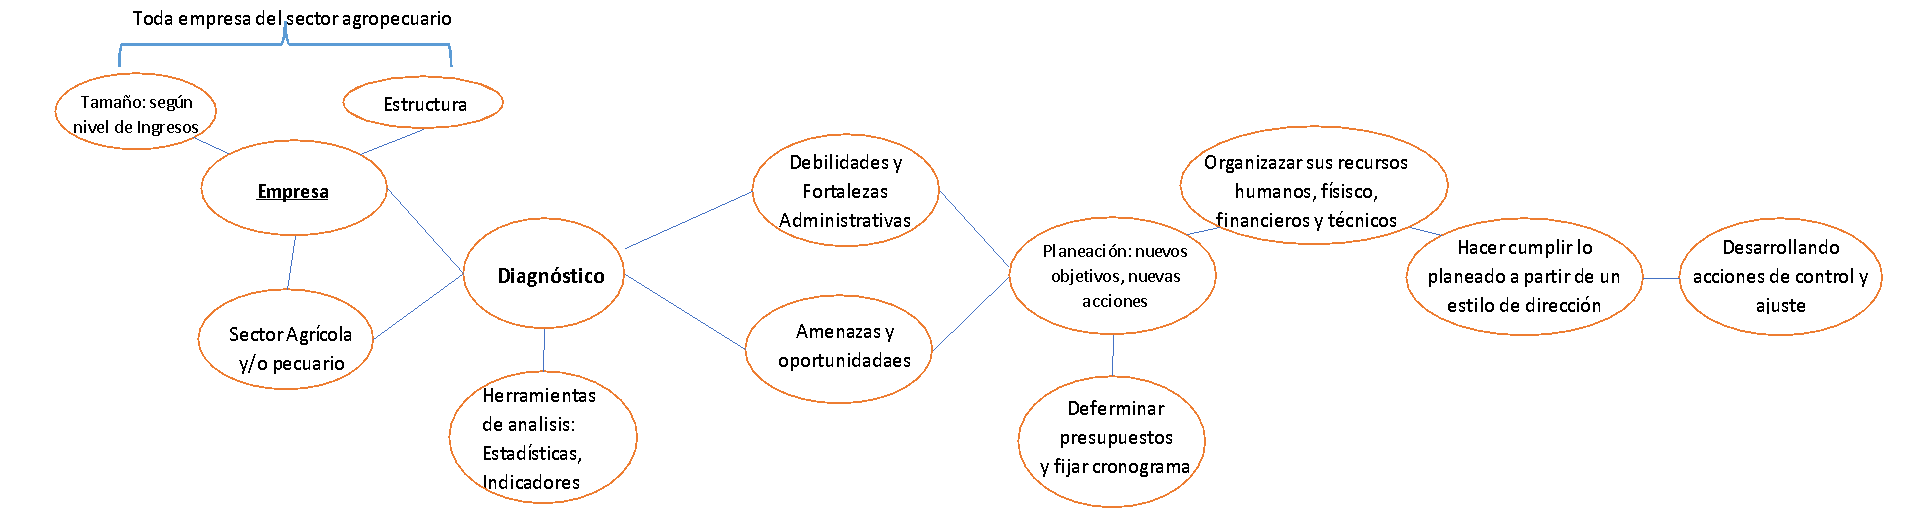 Toda empresa del sector agropecuario
Tamaño: según
nivel de Ingresos
Estructura
Empresa
Sector Agrícola
y/o pecuario
Diagnóstico
Herramientas
de analisis:
Estadísticas,
Indicadores
Debilidades y
Fortalezas
Administrativas
Amenazas y
oportunidadaes
Planeación: nuevos
objetivos, nuevas
acciones
Deferminar
presupuestos
y fijar cronograma
Organizazar sus recursos
humanos, físisco,
financieros y técnicos
Hacer cumplir lo
planeado a partir de un
estilo de dirección
Desarrollando
acciones de control y
ajuste